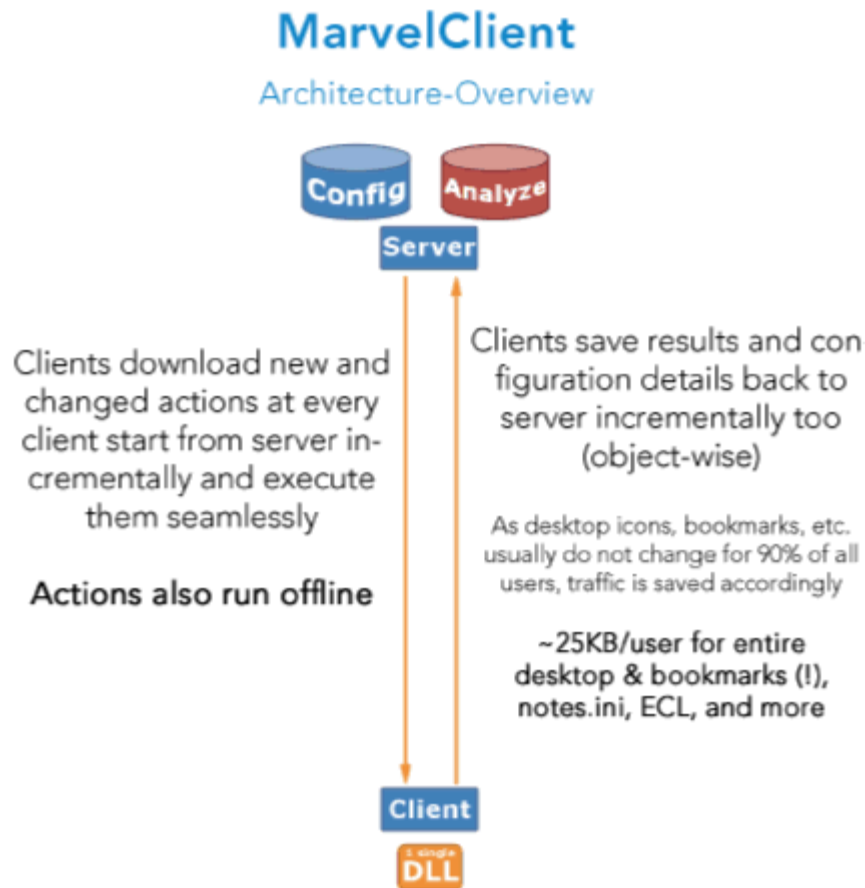 MarvelClient
Architecture-Overview
Config
Analyze
Server
Clients download new and
changed actions at every
client start from server in-
crementally and execute
them seamlessly
Actions also run offline
Clients save results and con
figuration details back to
server incrementally too
(object-wise)
As desktop icons, bookmarks, etc.
usually do not change for 90% of all
users, traffic is saved accordingly
~25KB/user for entire
desktop & bookmarks (!),
notes.ini, ECL, and more
Client
1 single
DLL